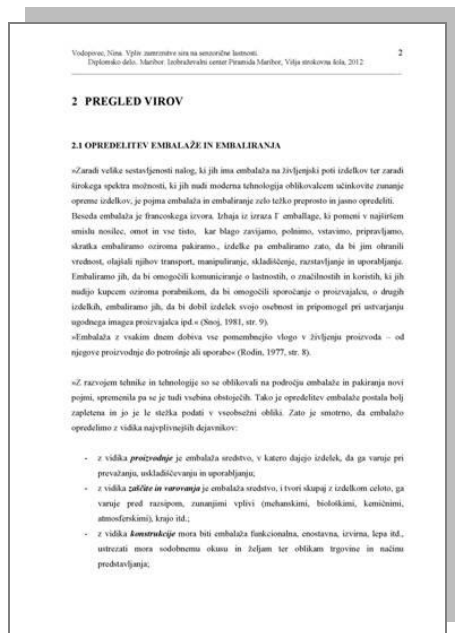 Vodopivec, Nina. Vpliv zamrznitve sira na senzorične lastnosti. 2
Diplomsko delo. Maribor: Izobraževalni center Piramida Maribor, Višja strokovna šola, 2012
2 PREGLED VIROV
2.1 OPREDELITEV EMBALAŽE IN EMBALIRANJA
»Zaradi velike sestavljenosti nalog, ki jih ima embalaža na življenjski poti izdelkov ter zaradi
širokega spektra možnosti, ki jih nudi moderna tehnologija oblikovalcem učinkovite zunanje
opreme izdelkov, je pojma embalaža in embaliranje zelo težko preprosto in jasno opredeliti.
Beseda embalaža je francoskega izvora. Izhaja iz izraza l' emballage, ki pomeni v najširšem
smislu nosilec, omot in vse tisto, kar blago zavijamo, polnimo, vstavimo, pripravljamo,
skratka embaliramo oziroma pakiramo., izdelke pa embaliramo zato, da bi jim ohranili
vrednost, olajšali njihov transport, manipuliranje, skladiščenje, razstavljanje in uporabljanje.
Embaliramo jih, da bi omogočili komuniciranje o lastnostih, o značilnostih in koristih, ki jih
nudijo kupcem oziroma porabnikom, da bi omogočili sporočanje o proizvajalcu, o drugih
izdelkih, embaliramo jih, da bi dobil izdelek svojo osebnost in pripomogel pri ustvarjanju
ugodnega imagea proizvajalca ipd.« (Snoj, 1981, str. 9).
»Embalaža z vsakim dnem dobiva vse pomembnejšo vlogo v življenju proizvoda – od
njegove proizvodnje do potrošnje ali uporabe« (Rodin, 1977, str. 8).
»Z razvojem tehnike in tehnologije so se oblikovali na področju embalaže in pakiranja novi
pojmi, spremenila pa se je tudi vsebina obstoječih. Tako je opredelitev embalaže postala bolj
zapletena in jo je le stežka podati v vseobsežni obliki. Zato je smotrno, da embalažo
opredelimo z vidika najvplivnejših dejavnikov:
- z vidika proizvodnje je embalaža sredstvo, v katero dajejo izdelek, da ga varuje pri
prevažanju, uskladiščevanju in uporabljanju;
- z vidika zaščite in varovanja je embalaža sredstvo, i tvori skupaj z izdelkom celoto, ga
varuje pred razsipom, zunanjimi vplivi (mehanskimi, biološkimi, kemičnimi,
atmosferskimi), krajo itd.;
- z vidika konstrukcije mora biti embalaža funkcionalna, enostavna, izvirna, lepa itd.,
ustrezati mora sodobnemu okusu in željam ter oblikam trgovine in načinu
predstavljanja;